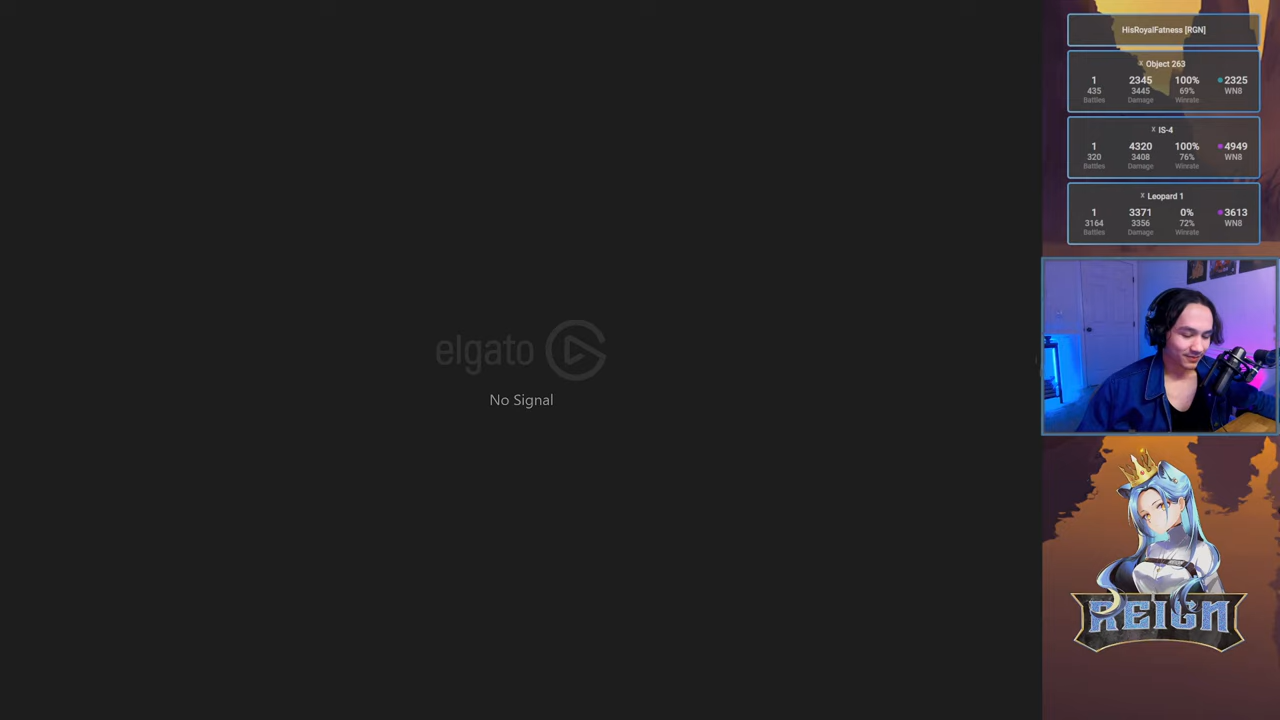 HisRoyalFatness [RGN]
X Object 263
1 2345 100% 2325
435 3445 69% WN8
Battles Damage Winrate
X IS-4
1 4320 100% 4949
320 3408 76% WN8
Battles Damage Winrate
X Leopard 1
1 3371 0% 3613
3164 3356 72% WN8
Battles Damage Winrate
elgato
No Signal
REIGN